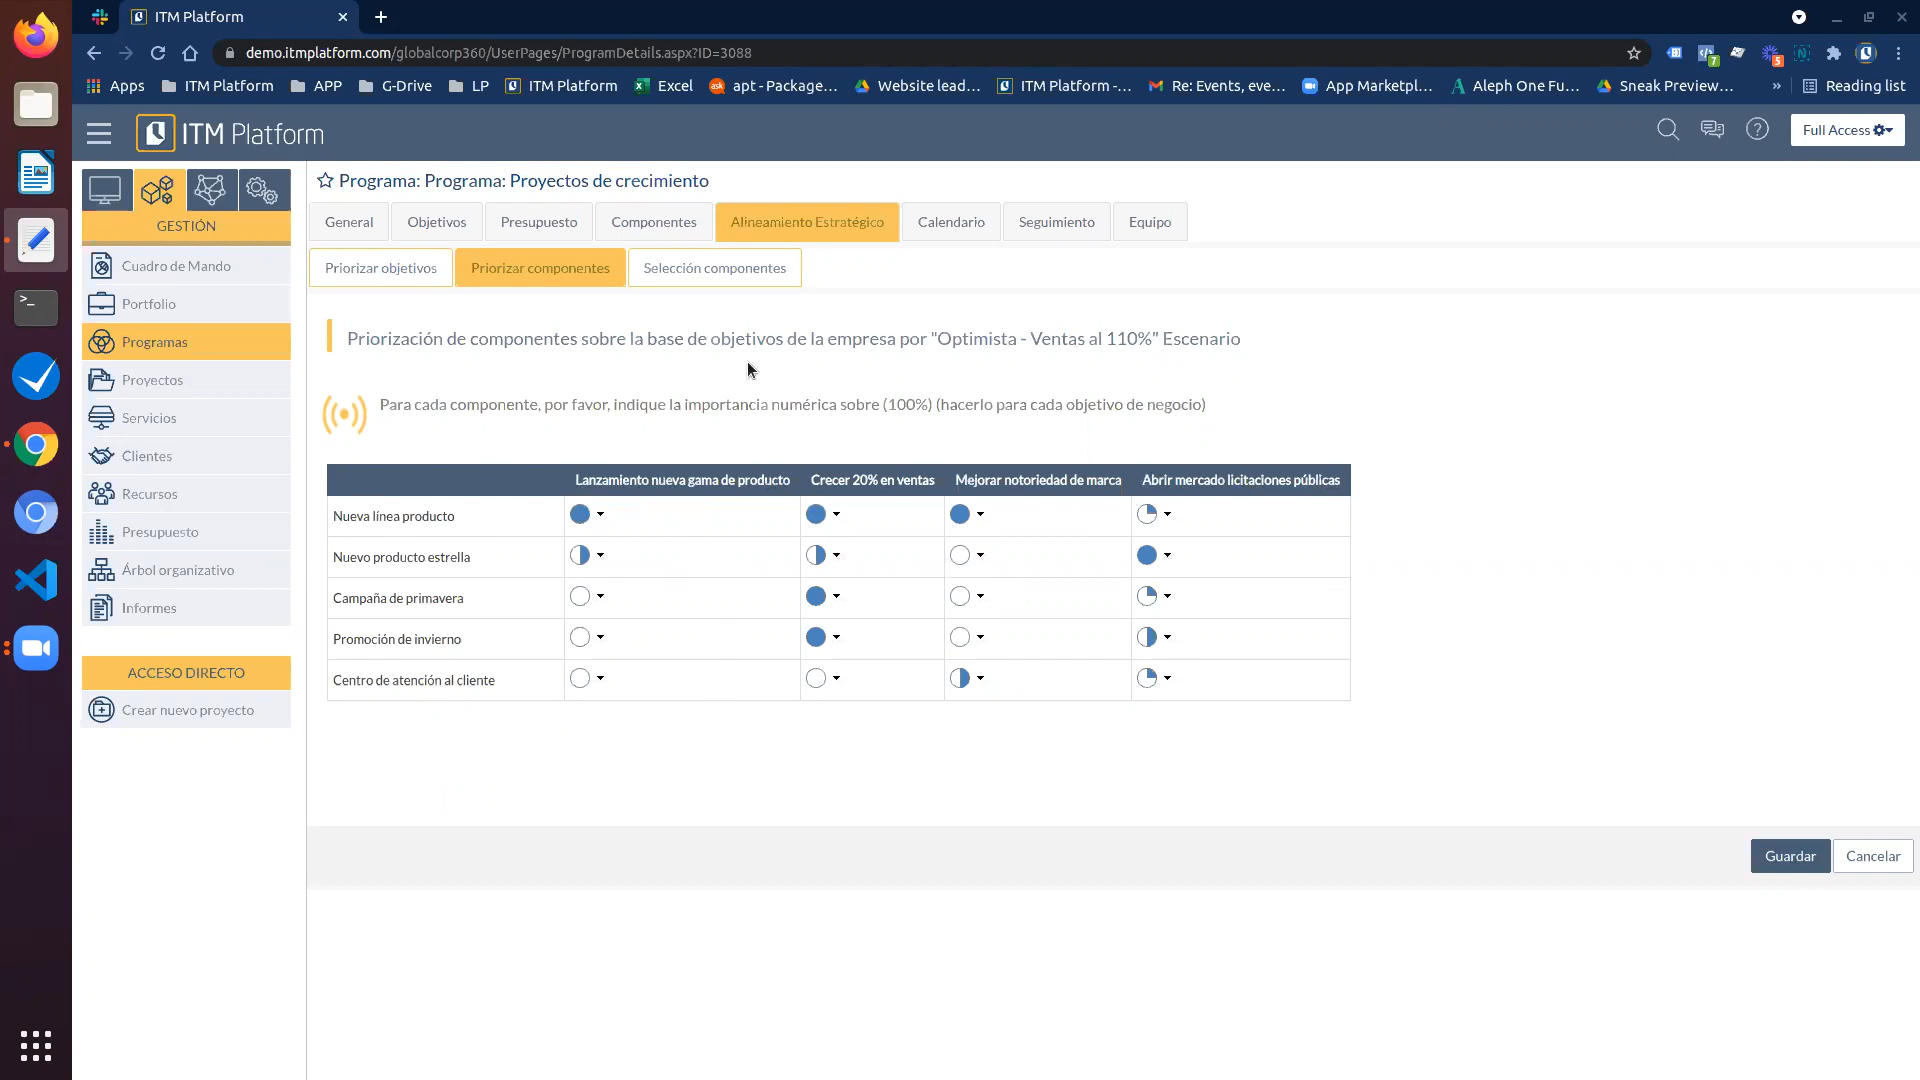 ITM Platform
demo.itmplatform.com/globalcorp360/UserPages/ProgramDetails.aspx?ID=3088
7
5
Apps ITM Platform APP G-Drive LP ITM Platform Excel apt - Package... Website lead... ITM Platform -... Re: Events, eve... App Marketpl... Aleph One Fu... Sneak Preview... » Reading list
ITM Platform
Full Access
Programa: Programa: Proyectos de crecimiento
General Objetivos Presupuesto Componentes Alineamiento Estratégico Calendario Seguimiento Equipo
GESTIÓN
Priorizar objetivos Priorizar componentes Selección componentes
Cuadro de Mando
Portfolio
Programas
Proyectos
Servicios
Clientes
Recursos
Presupuesto
Árbol organizativo
Informes
ACCESO DIRECTO
Crear nuevo proyecto
Priorización de componentes sobre la base de objetivos de la empresa por "Optimista - Ventas al 110%" Escenario
Para cada componente, por favor, indique la importancia numérica sobre (100%) (hacerlo para cada objetivo de negocio)
Lanzamiento nueva gama de producto Crecer 20% en ventas Mejorar notoriedad de marca Abrir mercado licitaciones públicas
Nueva línea producto
Nuevo producto estrella
Campaña de primavera
Promoción de invierno
Centro de atención al cliente
Guardar Cancelar